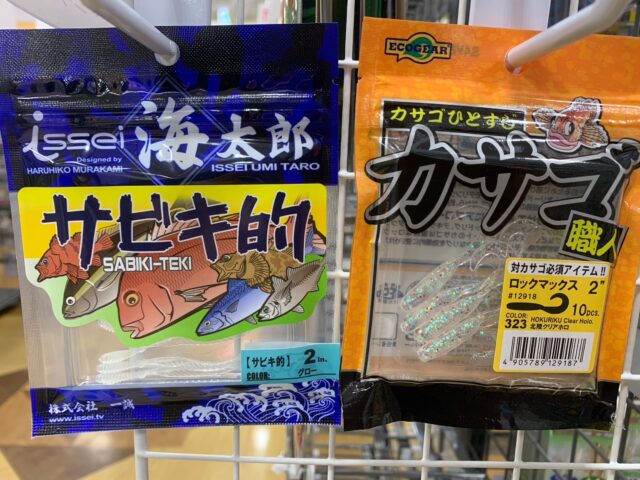 issei
Designed by
HARUHIKO MURAKAMI
海太郎
ISSEI UMI TARO
サビキ的
SABIKI-TEKI
【サビキ的】 2in.
COLOR: グロー
株式会社 一誠
www.issei.tv
ECOGEAR
カサゴひとすじ
カサゴ
職人
対カサゴ必須アイテム!!
ロックマックス 2"
#12918
10pcs.
COLOR: HOKURIKU Clear Holo.
323 北陸クリアホロ
4 905789 129187